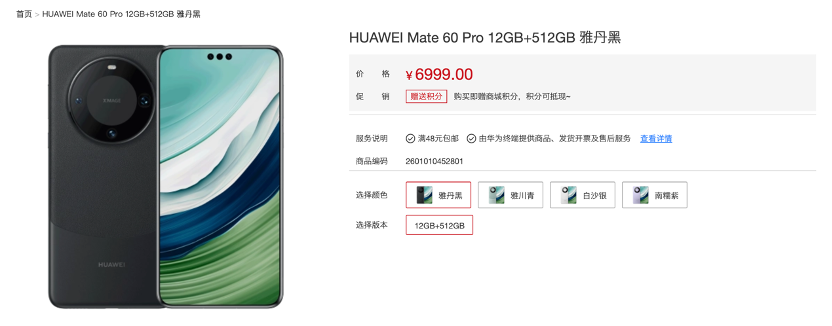 首页 > HUAWEI Mate 60 Pro 12GB+512GB 雅丹黑
HUAWEI
HUAWEI Mate 60 Pro 12GB+512GB 雅丹黑
价 格 ¥ 6999.00
促 销 赠送积分 购买即赠商城积分，积分可抵现~
服务说明 满48元包邮 由华为终端提供商品、发货开票及售后服务 查看详情
商品编码 2601010452801
选择颜色 雅丹黑 雅川青 白沙银 南糯紫
选择版本 12GB+512GB